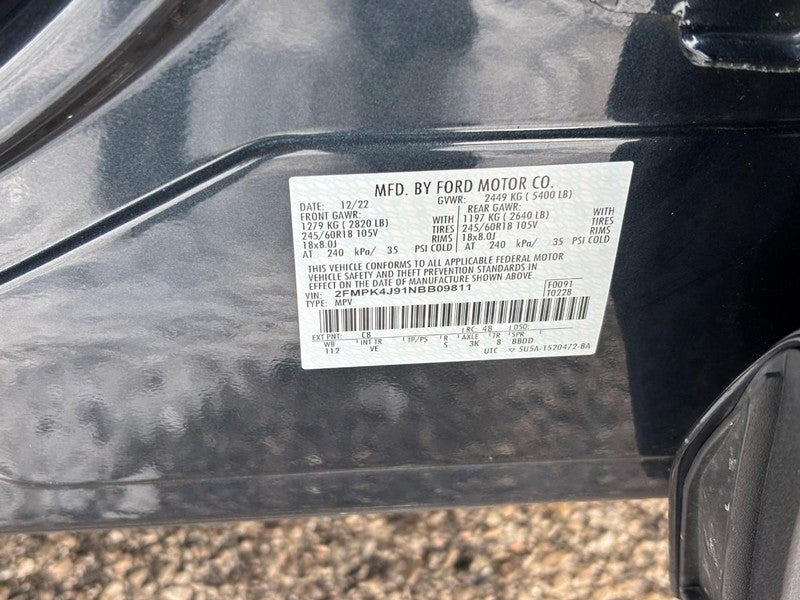 MFD. BY FORD MOTOR CO.
DATE: 12/22 GVWR: 2449 KG ( 5400 LB)
FRONT GAWR: REAR GAWR:
1279 KG ( 2820 LB) WITH 1197 KG ( 2640 LB) WITH
245/60R18 105V TIRES 245/60R18 105V TIRES
18x8.0J RIMS 18x8.0J RIMS
AT 240 kPa/ 35 PSI COLD AT 240 kPa/ 35 PSI COLD
THIS VEHICLE CONFORMS TO ALL APPLICABLE FEDERAL MOTOR
VEHICLE SAFETY AND THEFT PREVENTION STANDARDS IN
EFFECT ON THE DATE OF MANUFACTURE SHOWN ABOVE.
VIN: 2FMPK4J91NBB09811 F0091
TYPE: MPV T0228
EXT PNT: C8 RC: 48 DSO:
WB INT TR TP/PS R AXLE TR SPR
112 VE S 3K 8 BBDD
UTC ▽ 5U5A-1520472-BA